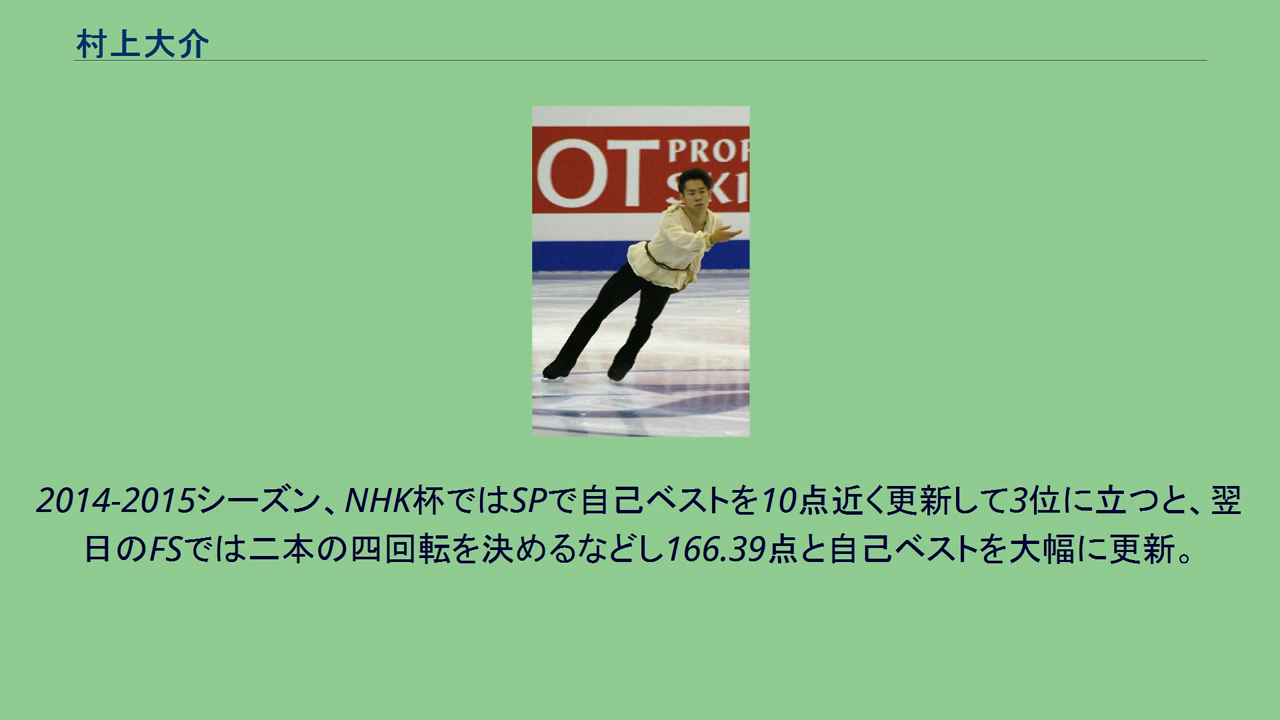 村上大介
OT PROF
SKI
2014-2015シーズン、NHK杯ではSPで自己ベストを10点近く更新して3位に立つと、翌
日のFSでは二本の四回転を決めるなどし166.39点と自己ベストを大幅に更新。